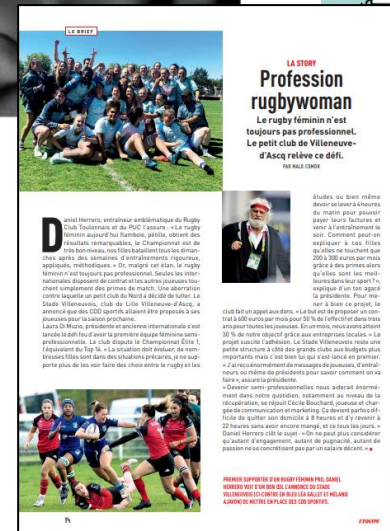 LE BRIEF
LA STORY
Profession
rugbywoman
Le rugby féminin n'est
toujours pas professionnel.
Le petit club de Villeneuve-
d'Ascq relève ce défi.
PAR MALO COMOR
Daniel Herrero, entraîneur emblématique du Rugby
Club Toulonnais et du PUC l'assure : « Le rugby
féminin aujourd'hui flamboie, pétille, obtient des
résultats remarquables, le Championnat est de
très bon niveau, nos filles bataillent tous les diman-
ches après des semaines d'entraînements rigoureux,
appliqués, méthodiques. » Or, malgré cet élan, le rugby
féminin n'est toujours pas professionnel. Seules les inter-
nationales disposent de contrat et les autres joueuses tou-
chent simplement des primes de match. Une aberration
contre laquelle un petit club du Nord a décidé de lutter. Le
Stade Villeneuvois, club de Lille Villeneuve-d'Ascq, a
annoncé que des CDD sportifs allaient être proposés à ses
joueuses pour la saison prochaine.
Laura Di Muzio, présidente et ancienne internationale s'est
lancée le défi fou d'avoir la première équipe féminine semi-
professionnelle. Le club dispute le Championnat Élite 1,
l'équivalent du Top 14. « La situation doit évoluer, de nom-
breuses filles sont dans des situations précaires, je ne sup-
porte plus de les voir faire des choix entre le rugby et les
études ou bien même
devoir se lever à 6 heures
du matin pour pouvoir
payer leurs factures et
venir à l'entraînement le
soir. Comment peut-on
expliquer à ces filles
qu'elles ne touchent que
200 à 300 euros par mois
grâce à des primes alors
qu'elles sont les meil-
leures dans leur sport ? »,
explique d'un ton agacé
la présidente. Pour me-
ner à bien ce projet, le
club fait un appel aux dons. « Le but est de proposer un con-
trat à 600 euros par mois pour 50 % de l'effectif et dans trois
ans pour toutes les joueuses. En un mois, nous avons atteint
30 % de notre objectif grâce aux entreprises locales. » Le
projet suscite l'adhésion. Le Stade Villeneuvois reste une
petite structure à côté des grands clubs aux budgets plus
importants mais c'est bien lui qui s'est lancé en premier.
« J'ai reçu énormément de messages de joueuses, d'entraî-
neurs ou même de présidents pour savoir comment on va
faire », assure la présidente.
« Devenir semi-professionnelles nous aiderait énormé-
ment dans notre quotidien, notamment au niveau de la
récupération, se réjouit Cécile Bouchard, joueuse et char-
gée de communication et marketing. Ça devient parfois dif-
ficile de quitter son domicile à 8 heures et d'y revenir à
22 heures sans avoir encore mangé, et ce tous les jours. »
Daniel Herrero clôt le sujet : « On ne peut plus considérer
qu'autant d'engagement, autant de pugnacité, autant de
passion ne se concrétisent pas par un salaire décent. »
PREMIER SUPPORTER D'UN RUGBY FÉMININ PRO, DANIEL
HERRERO VOIT D'UN BON ŒIL L'ANNONCE DU STADE
VILLENEUVOIS (CI-CONTRE EN BLEU LÉA GALLET ET MÉLANIE
AJAVON) DE METTRE EN PLACE DES CDD SPORTIFS.
14
L'ÉQUIPE